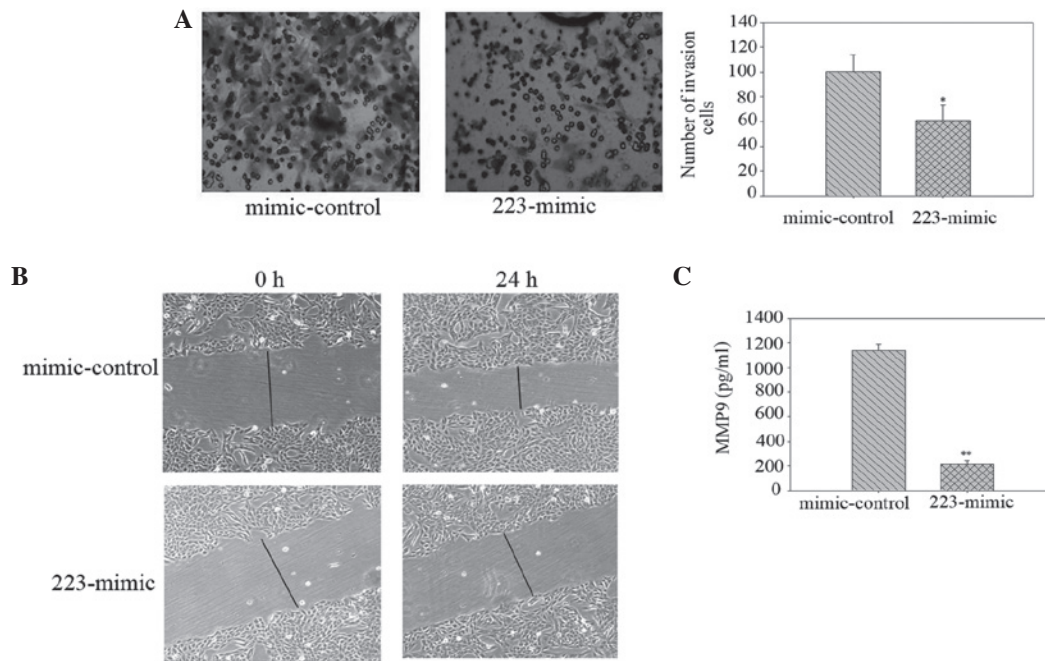 A
mimic-control
223-mimic
Number of invasion
cells
140
120
100
80
60
40
20
0
*
mimic-control
223-mimic
B
0 h
24 h
mimic-control
223-mimic
C
MMP9 (pg/ml)
1400
1200
1000
800
600
400
200
0
**
mimic-control
223-mimic